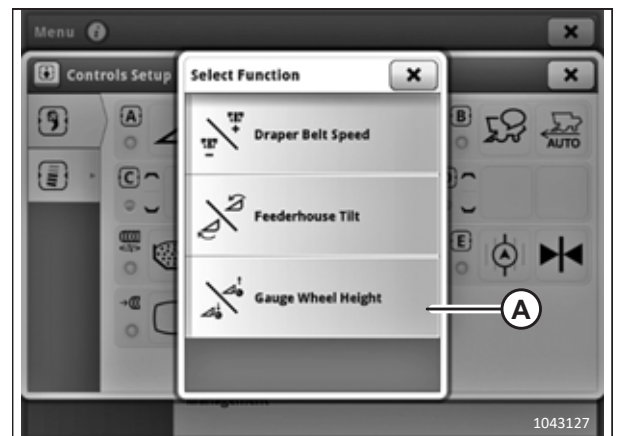 Menu i
Controls Setup
Select Function
Draper Belt Speed
Feederhouse Tilt
Gauge Wheel Height
A
B
AUTO
C
E
A
1043127